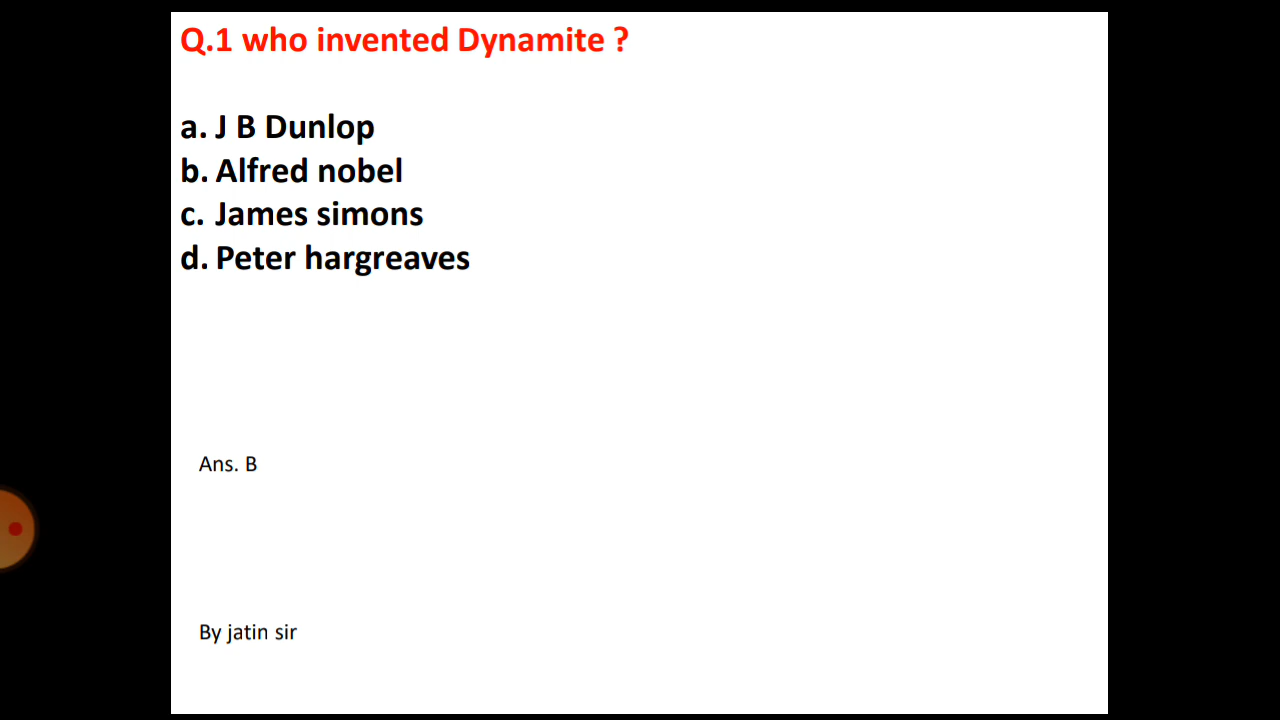 Q.1 who invented Dynamite ?
a. J B Dunlop
b. Alfred nobel
c. James simons
d. Peter hargreaves
Ans. B
By jatin sir